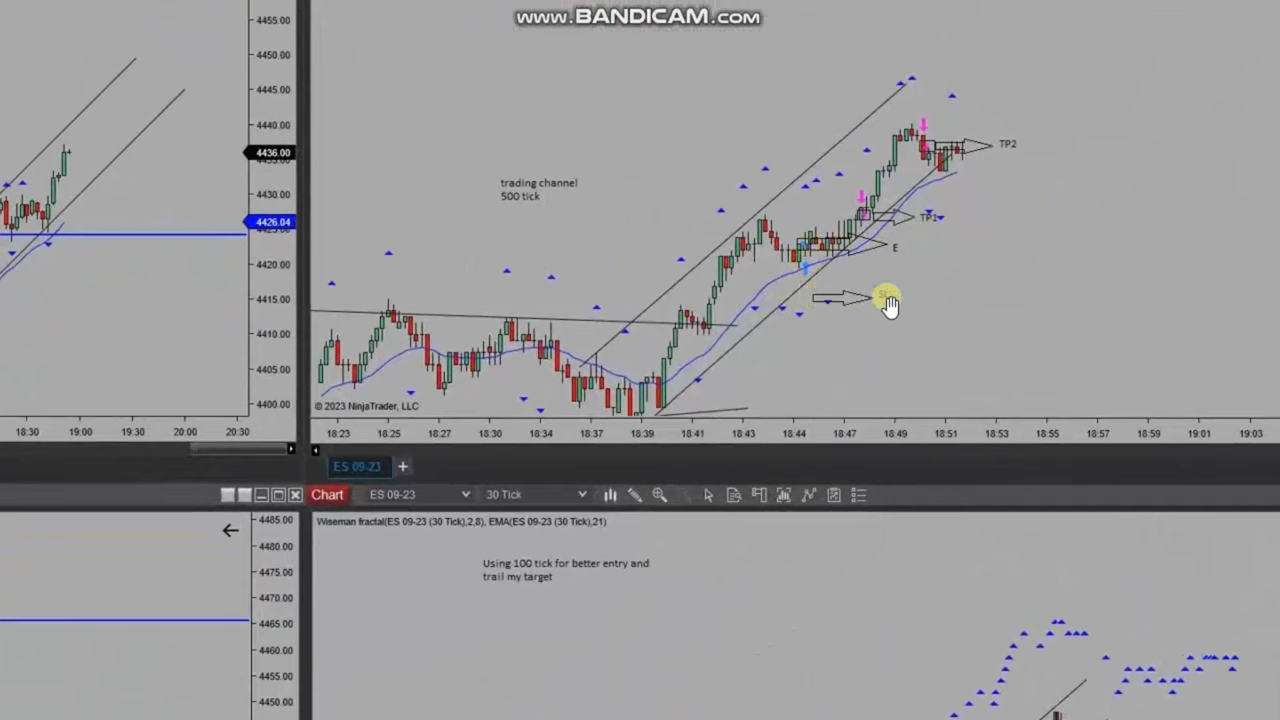 www.BANDICAM.com
4455.00
4450.00
4445.00
4440.00
4436.00
4430.00
4426.04
4420.00
4415.00
4410.00
4405.00
4400.00
trading channel
500 tick
TP2
TP1
E
© 2023 NinjaTrader, LLC
18:30 19:00 19:30 20:00 20:30
18:23 18:25 18:27 18:30 18:34 18:37 18:39 18:41 18:43 18:44 18:47 18:49 18:51 18:53 18:55 18:57 18:59 19:01 19:03
ES 09-23 +
Chart ES 09-23 30 Tick
4485.00
4480.00
4475.00
4470.00
4465.00
4460.00
4455.00
4450.00
Wiseman fractal(ES 09-23 (30 Tick),2,8), EMA(ES 09-23 (30 Tick),21)
Using 100 tick for better entry and
trail my target